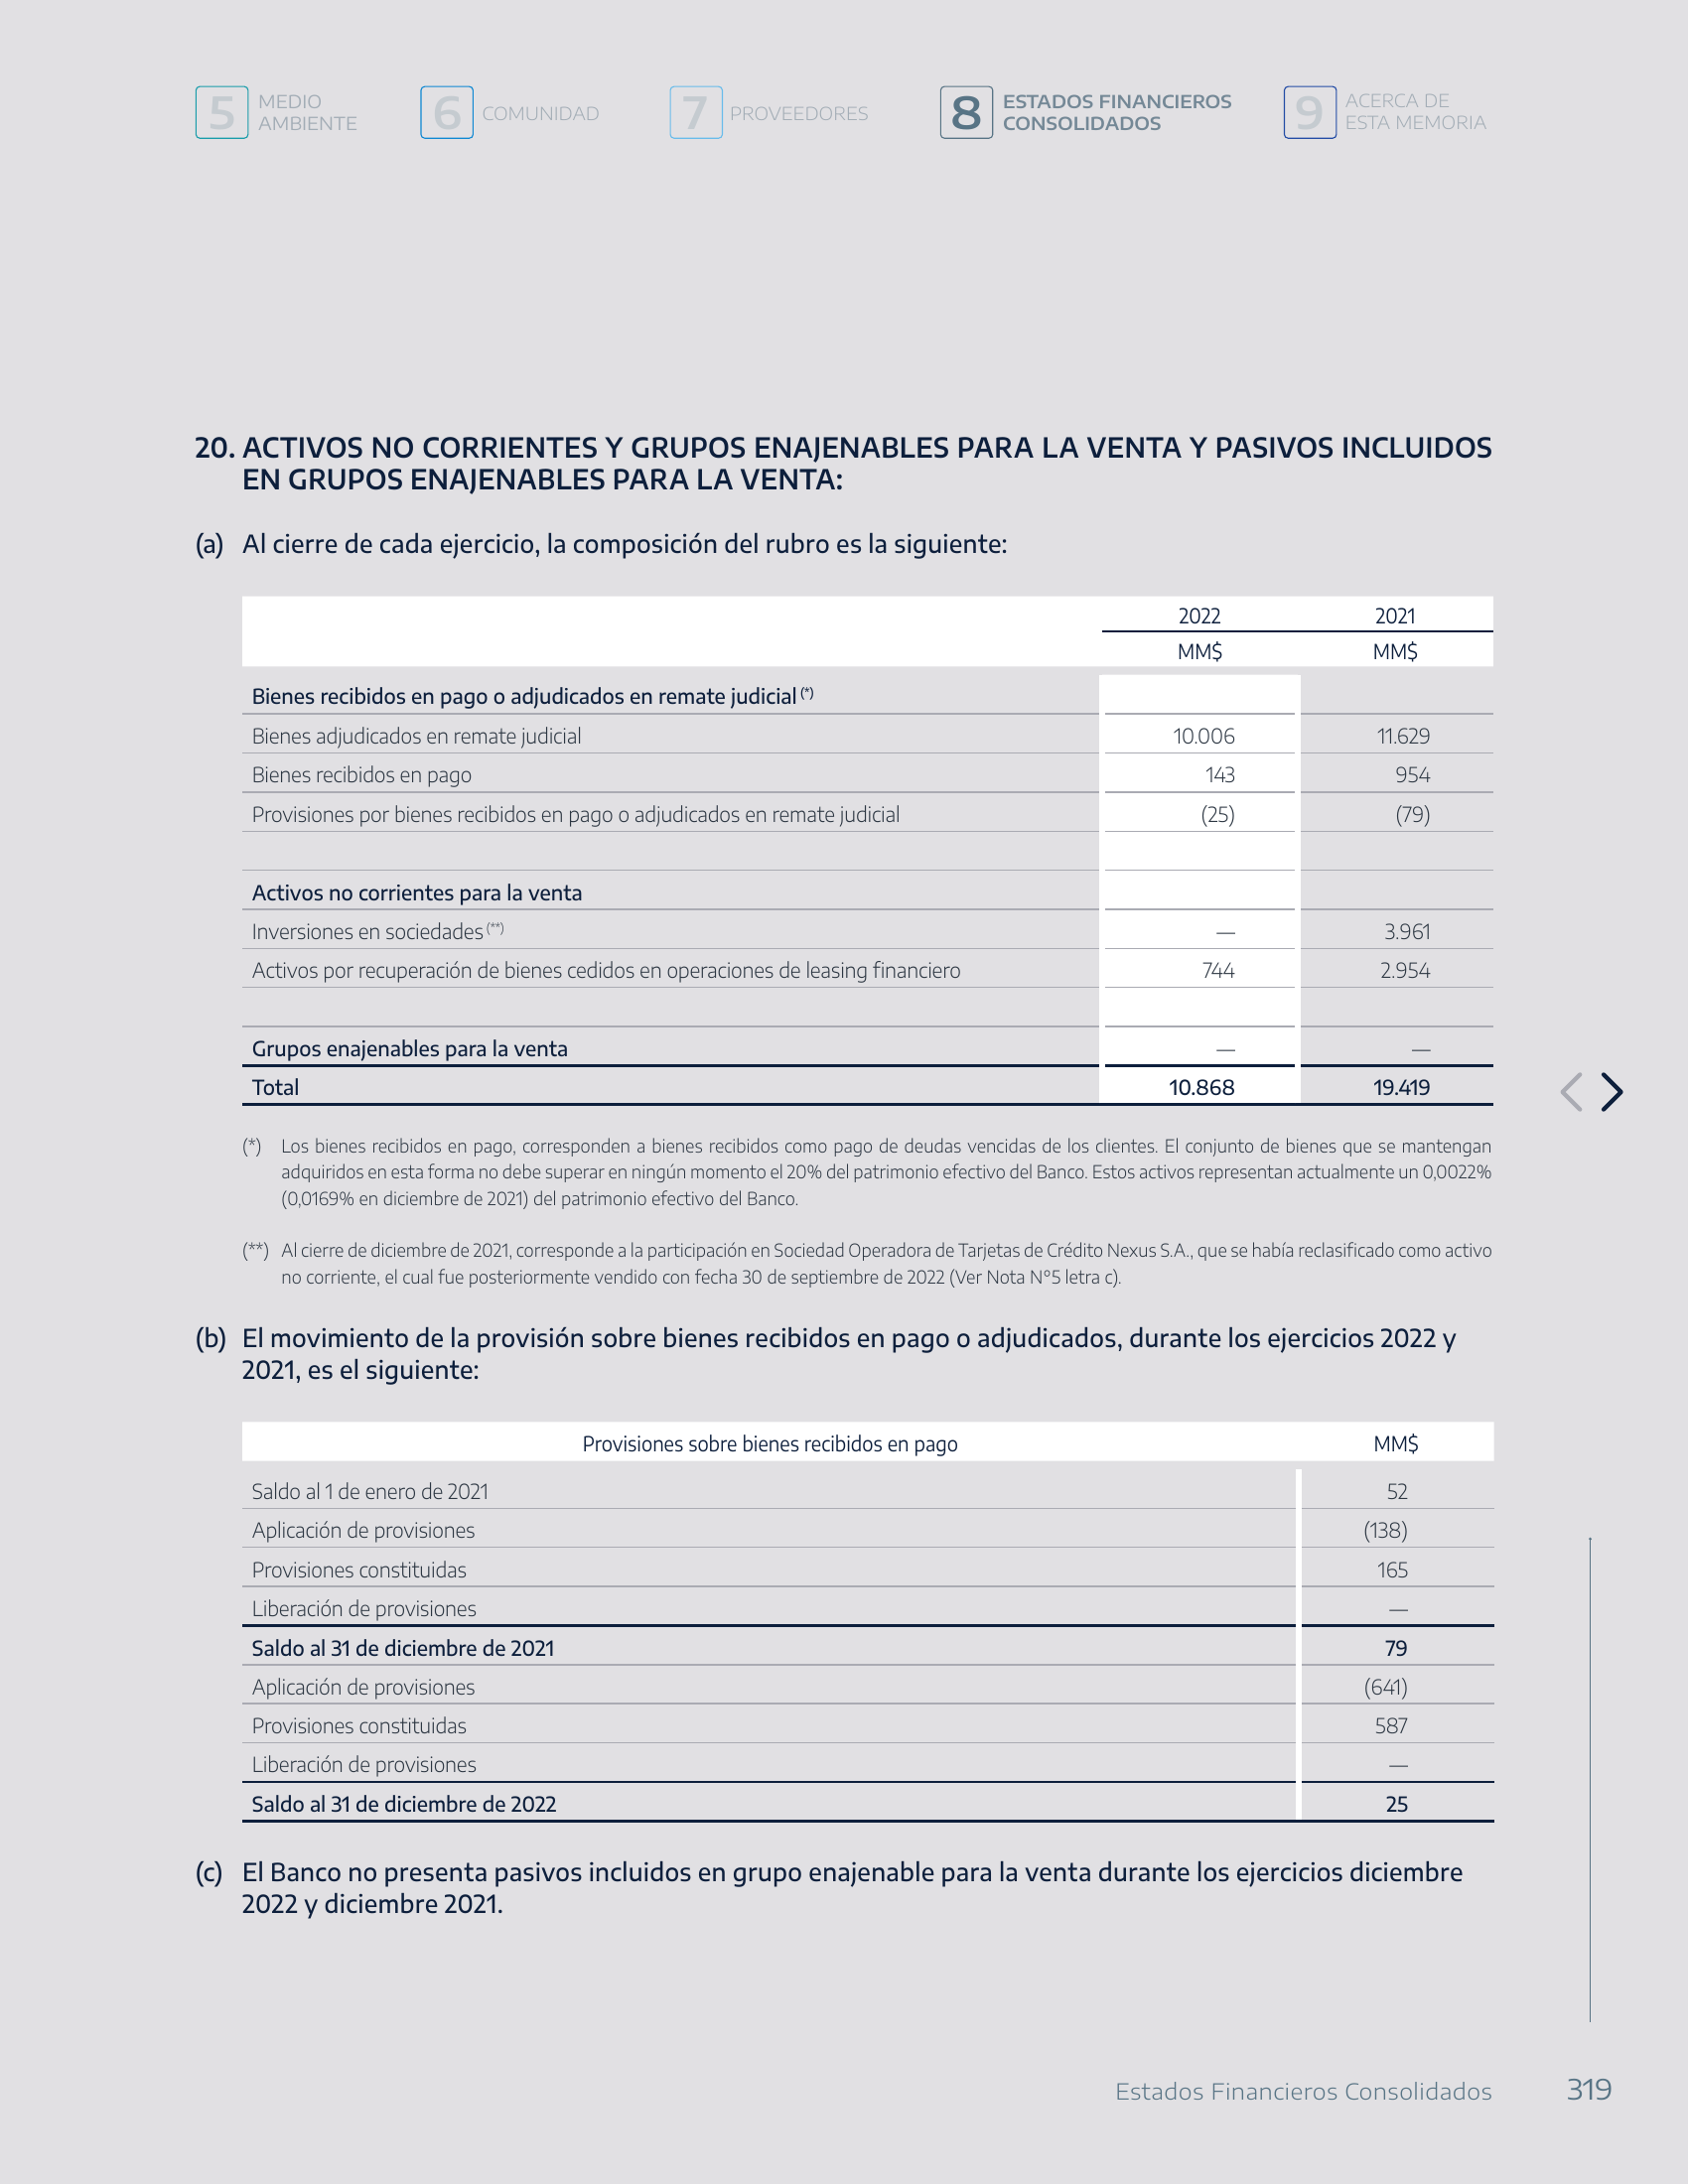 5 MEDIO AMBIENTE
6 COMUNIDAD
7 PROVEEDORES
8 ESTADOS FINANCIEROS CONSOLIDADOS
9 ACERCA DE ESTA MEMORIA
20. ACTIVOS NO CORRIENTES Y GRUPOS ENAJENABLES PARA LA VENTA Y PASIVOS INCLUIDOS
EN GRUPOS ENAJENABLES PARA LA VENTA:
(a) Al cierre de cada ejercicio, la composición del rubro es la siguiente:
2022 2021
MM$ MM$
Bienes recibidos en pago o adjudicados en remate judicial (*)
Bienes adjudicados en remate judicial 10.006 11.629
Bienes recibidos en pago 143 954
Provisiones por bienes recibidos en pago o adjudicados en remate judicial (25) (79)
Activos no corrientes para la venta
Inversiones en sociedades (**) — 3.961
Activos por recuperación de bienes cedidos en operaciones de leasing financiero 744 2.954
Grupos enajenables para la venta — —
Total 10.868 19.419
(*) Los bienes recibidos en pago, corresponden a bienes recibidos como pago de deudas vencidas de los clientes. El conjunto de bienes que se mantengan
adquiridos en esta forma no debe superar en ningún momento el 20% del patrimonio efectivo del Banco. Estos activos representan actualmente un 0,0022%
(0,0169% en diciembre de 2021) del patrimonio efectivo del Banco.
(**) Al cierre de diciembre de 2021, corresponde a la participación en Sociedad Operadora de Tarjetas de Crédito Nexus S.A., que se había reclasificado como activo
no corriente, el cual fue posteriormente vendido con fecha 30 de septiembre de 2022 (Ver Nota N°5 letra c).
(b) El movimiento de la provisión sobre bienes recibidos en pago o adjudicados, durante los ejercicios 2022 y
2021, es el siguiente:
Provisiones sobre bienes recibidos en pago MM$
Saldo al 1 de enero de 2021 52
Aplicación de provisiones (138)
Provisiones constituidas 165
Liberación de provisiones —
Saldo al 31 de diciembre de 2021 79
Aplicación de provisiones (641)
Provisiones constituidas 587
Liberación de provisiones —
Saldo al 31 de diciembre de 2022 25
(c) El Banco no presenta pasivos incluidos en grupo enajenable para la venta durante los ejercicios diciembre
2022 y diciembre 2021.
Estados Financieros Consolidados 319